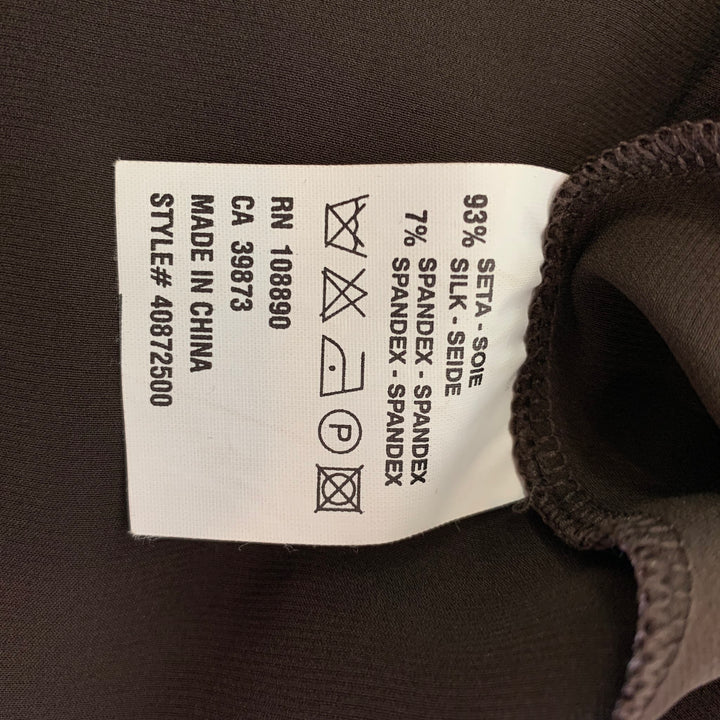 93% SETA - SOIE
SILK - SEIDE
7% SPANDEX - SPANDEX
SPANDEX - SPANDEX
P
RN 108890
CA 39873
MADE IN CHINA
STYLE# 40872500